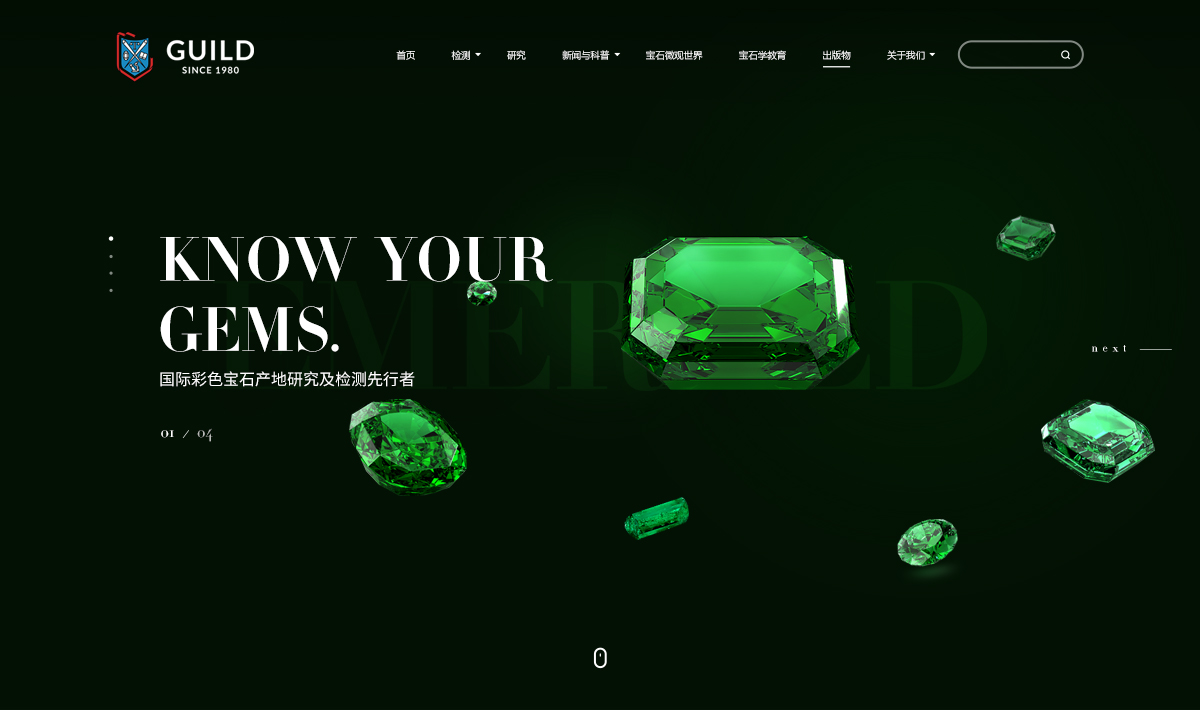 GUILD
SINCE 1980
首页 检测 研究 新闻与科普 宝石微观世界 宝石学教育 出版物 关于我们
KNOW YOUR
GEMS.
EMERALD
国际彩色宝石产地研究及检测先行者
next
01 / 04